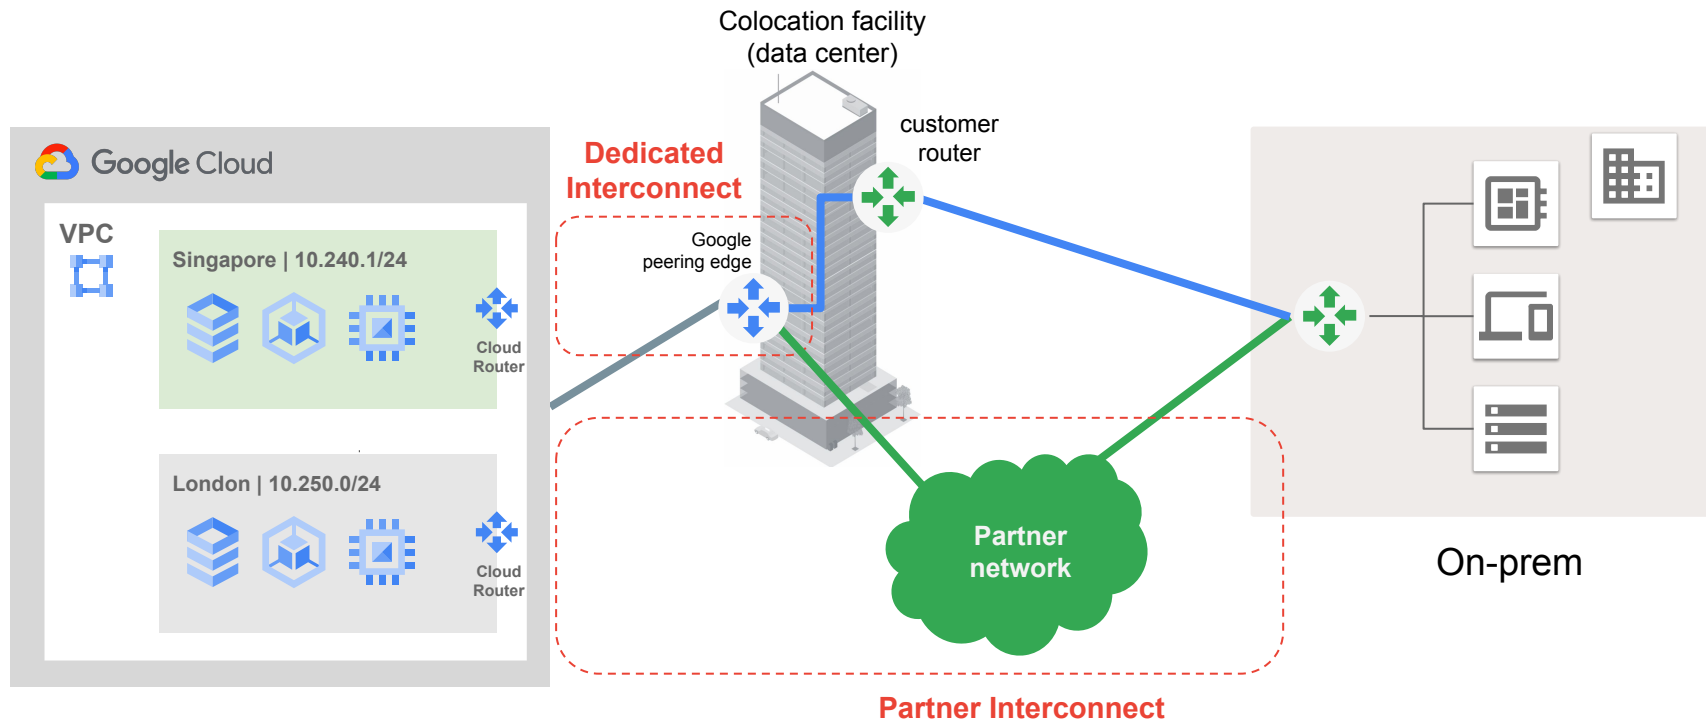 Colocation facility
(data center)
customer
router
Dedicated
Interconnect
Google Cloud
VPC
Google
peering edge
Singapore | 10.240.1/24
Cloud
Router
London | 10.250.0/24
Cloud
Router
Partner
network
On-prem
Partner Interconnect